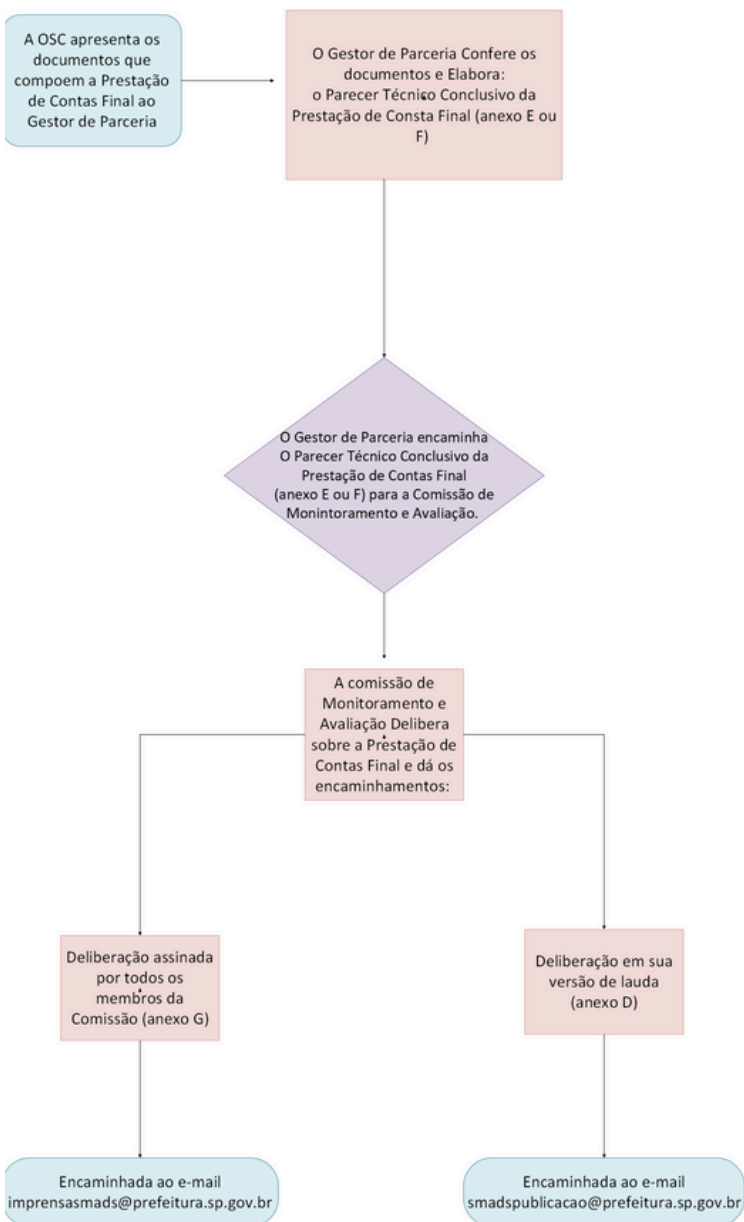 A OSC apresenta os
documentos que
compoem a Prestação
de Contas Final ao
Gestor de Parceria
O Gestor de Parceria Confere os
documentos e Elabora:
o Parecer Técnico Conclusivo da
Prestação de Consta Final (anexo E ou
F)
O Gestor de Parceria encaminha
O Parecer Técnico Conclusivo da
Prestação de Contas Final
(anexo E ou F) para a Comissão de
Monintoramento e Avaliação.
A comissão de
Monitoramento e
Avaliação Delibera
sobre a Prestação de
Contas Final e dá os
encaminhamentos:
Deliberação assinada
por todos os
membros da
Comissão (anexo G)
Deliberação em sua
versão de lauda
(anexo D)
Encaminhada ao e-mail
imprensasmads@prefeitura.sp.gov.br
Encaminhada ao e-mail
smadspublicacao@prefeitura.sp.gov.br